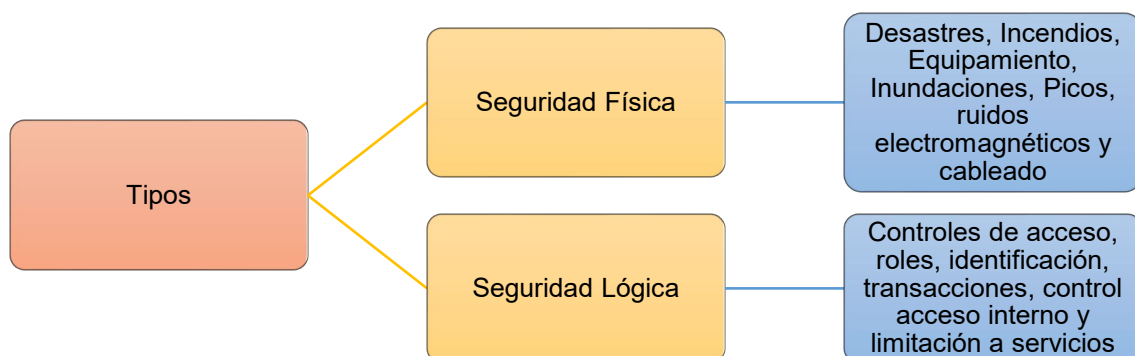 Tipos
Seguridad Física
Desastres, Incendios,
Equipamiento,
Inundaciones, Picos,
ruidos
electromagnéticos y
cableado
Seguridad Lógica
Controles de acceso,
roles, identificación,
transacciones, control
acceso interno y
limitación a servicios